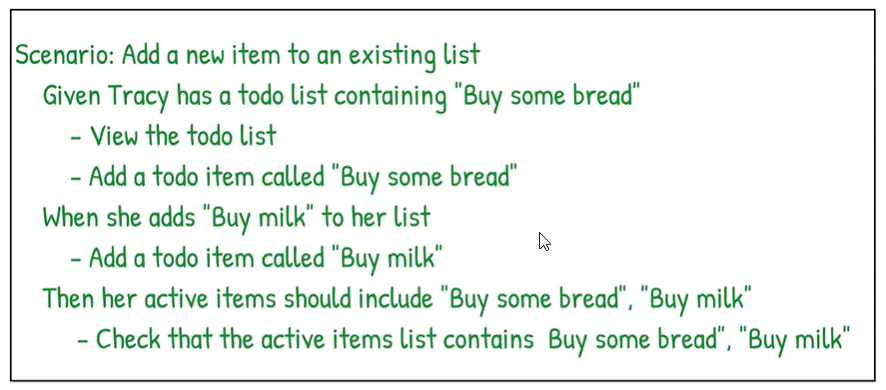 Scenario: Add a new item to an existing list
Given Tracy has a todo list containing "Buy some bread"
- View the todo list
- Add a todo item called "Buy some bread"
When she adds "Buy milk" to her list
- Add a todo item called "Buy milk"
Then her active items should include "Buy some bread", "Buy milk"
- Check that the active items list contains  Buy some bread", "Buy milk"